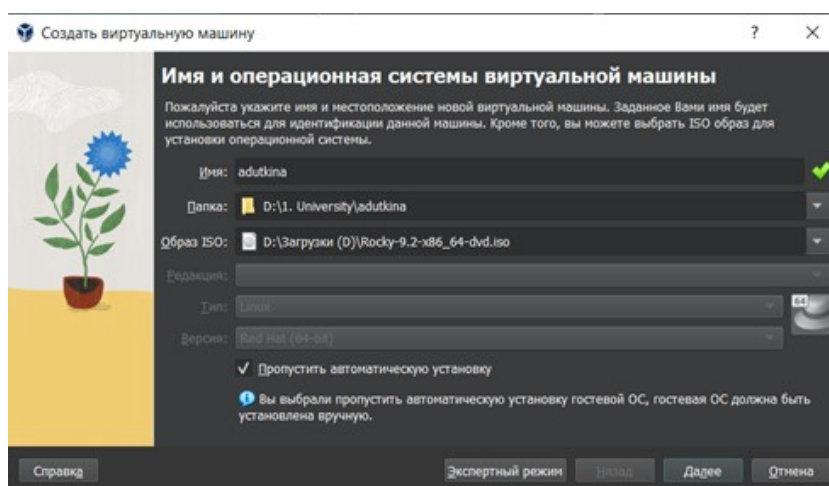 Создать виртуальную машину
?
×
Имя и операционная системы виртуальной машины
Пожалуйста укажите имя и местоположение новой виртуальной машины. Заданное Вами имя будет
использоваться для идентификации данной машины. Кроме того, вы можете выбрать ISO образ для
установки операционной системы.
Имя: adutkina
Папка: D:\1. University\adutkina
Образ ISO: D:\Загрузки (D)\Rocky-9.2-x86_64-dvd.iso
Редакция:
Тип: Linux
64
Версия: Red Hat (64-bit)
Пропустить автоматическую установку
Вы выбрали пропустить автоматическую установку гостевой ОС, гостевая ОС должна быть
установлена вручную.
Справка Экспертный режим Назад Далее Отмена